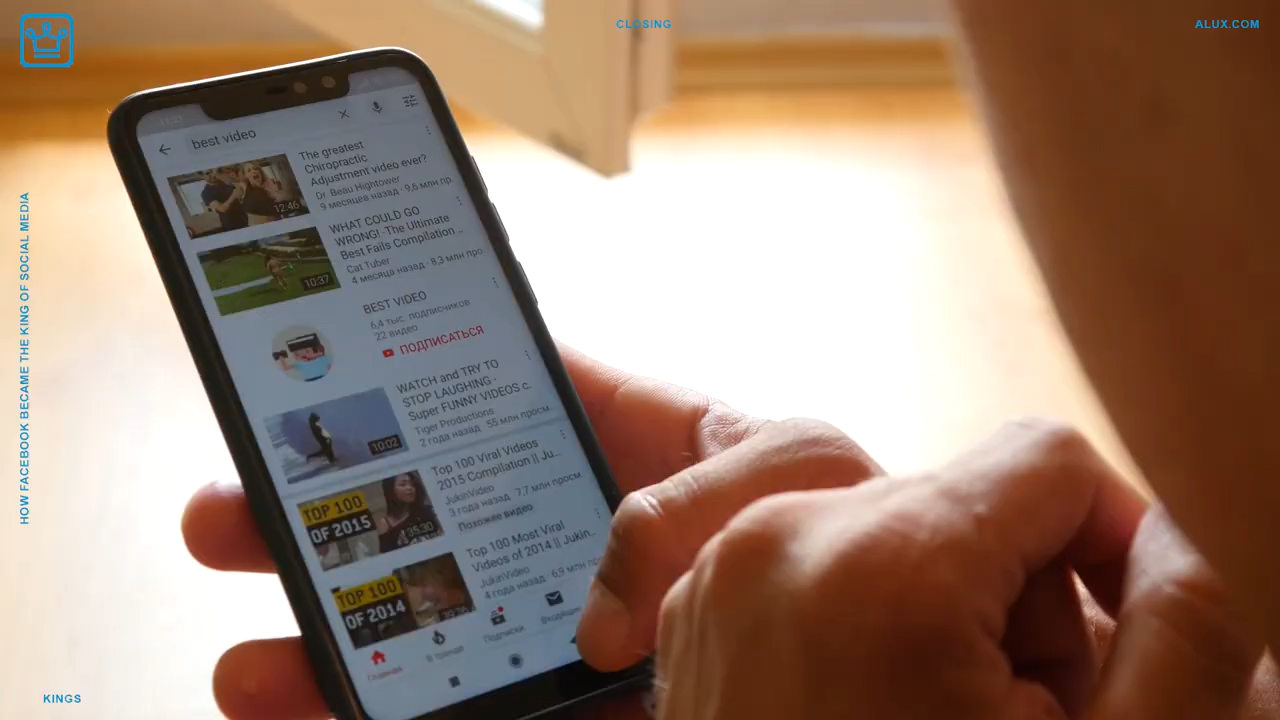 CLOSING
ALUX.COM
HOW FACEBOOK BECAME THE KING OF SOCIAL MEDIA
best video
The greatest
Chiropractic
Adjustment video ever?
Dr. Beau Hightower
9 месяцев назад · 9,6 млн пр
12:46
WHAT COULD GO
WRONG! -The Ultimate
Best Fails Compilation ..
Cat Tuber
4 месяца назад · 8,3 млн про..
10:37
BEST VIDEO
6,4 тыс. подписчиков
22 видео
ПОДПИСАТЬСЯ
WATCH and TRY TO
STOP LAUGHING -
Super FUNNY VIDEOS c.
Tiger Productions
2 года назад · 55 млн просм.
10:02
Top 100 Viral Videos
2015 Compilation || Ju...
JukinVideo
3 года назад · 7,7 млн просм
Похожее видео
TOP 100
OF 2015
35:30
Top 100 Most Viral
Videos of 2014 || Jukin..
JukinVideo
4 года назад · 6,9 млн пр
TOP 100
OF 2014
Главная
В тренде
Подписки
Входящие
KINGS